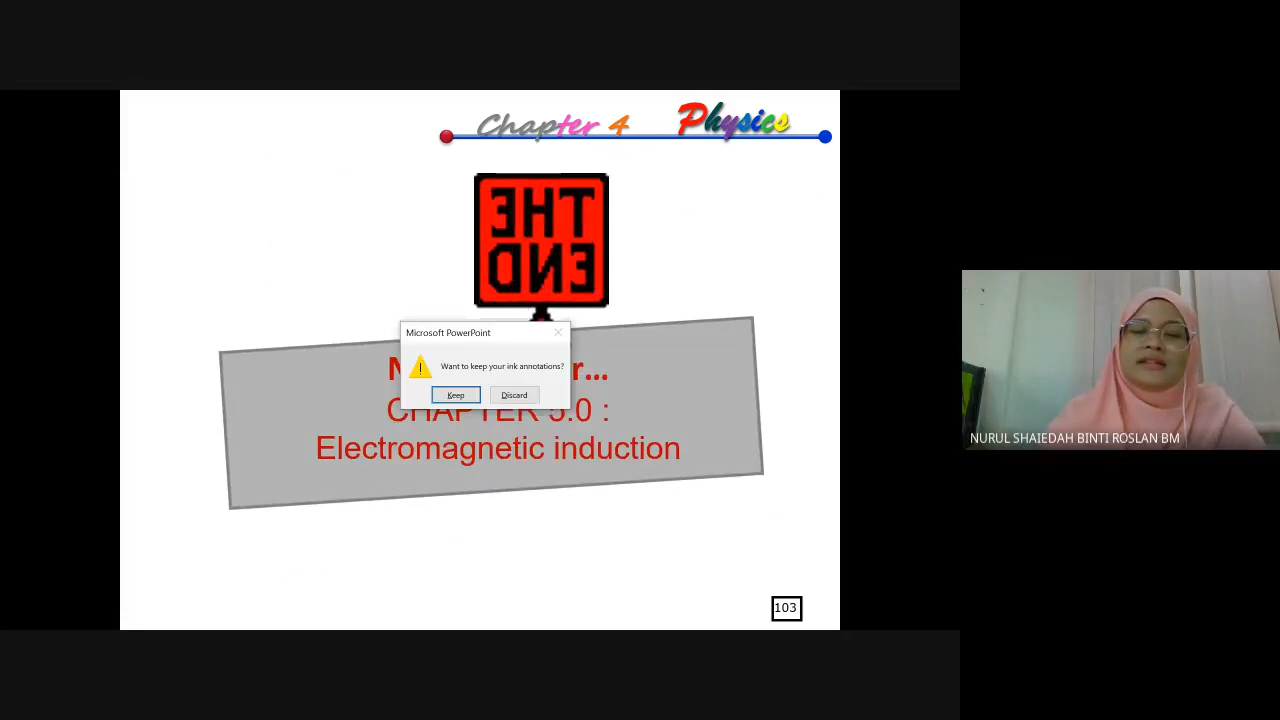 Chapter 4
Physics
THE
END
Microsoft PowerPoint
Want to keep your ink annotations?
Keep
Discard
CHAPTER 5.0 :
Electromagnetic induction
103
NURUL SHAIEDAH BINTI ROSLAN BM